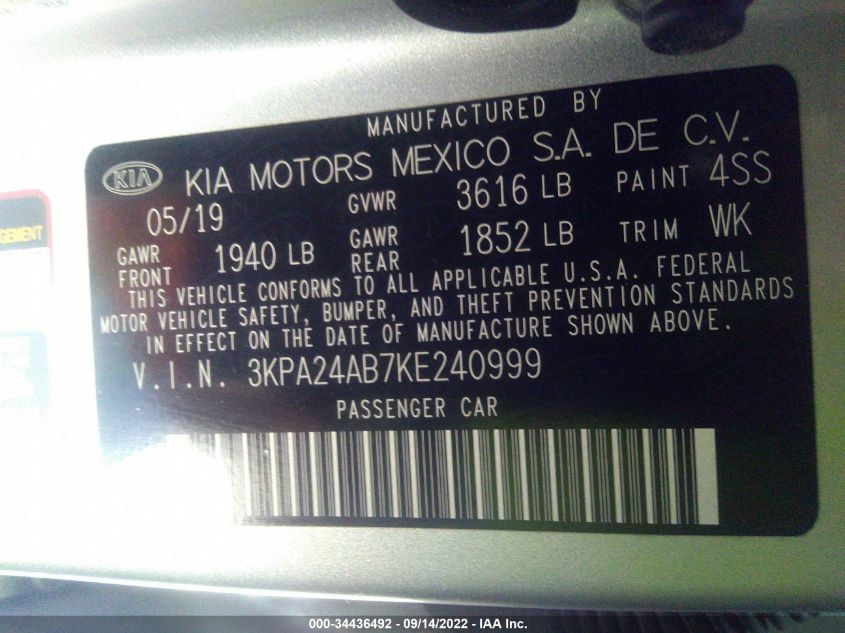 MANUFACTURED BY
KIA KIA MOTORS MEXICO S.A. DE C.V.
05/19 GVWR 3616 LB PAINT 4SS
GAWR FRONT 1940 LB GAWR REAR 1852 LB TRIM WK
THIS VEHICLE CONFORMS TO ALL APPLICABLE U.S.A. FEDERAL
MOTOR VEHICLE SAFETY, BUMPER, AND THEFT PREVENTION STANDARDS
IN EFFECT ON THE DATE OF MANUFACTURE SHOWN ABOVE.
V.I.N. 3KPA24AB7KE240999
PASSENGER CAR
000-34436492 - 09/14/2022 - IAA Inc.